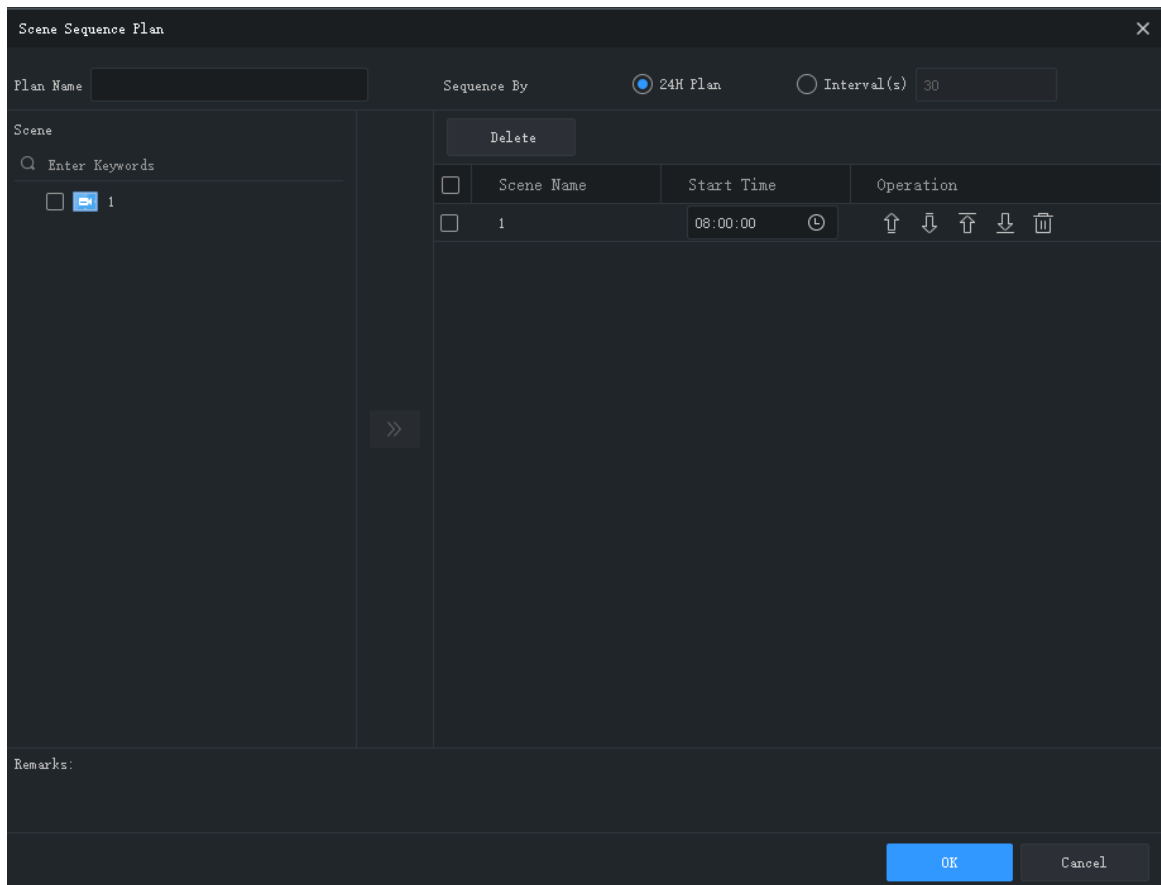 Scene Sequence Plan
Plan Name
Sequence By 24H Plan Interval(s) 30
Scene
Enter Keywords
1
Delete
Scene Name Start Time Operation
1 08:00:00
Remarks:
OK Cancel